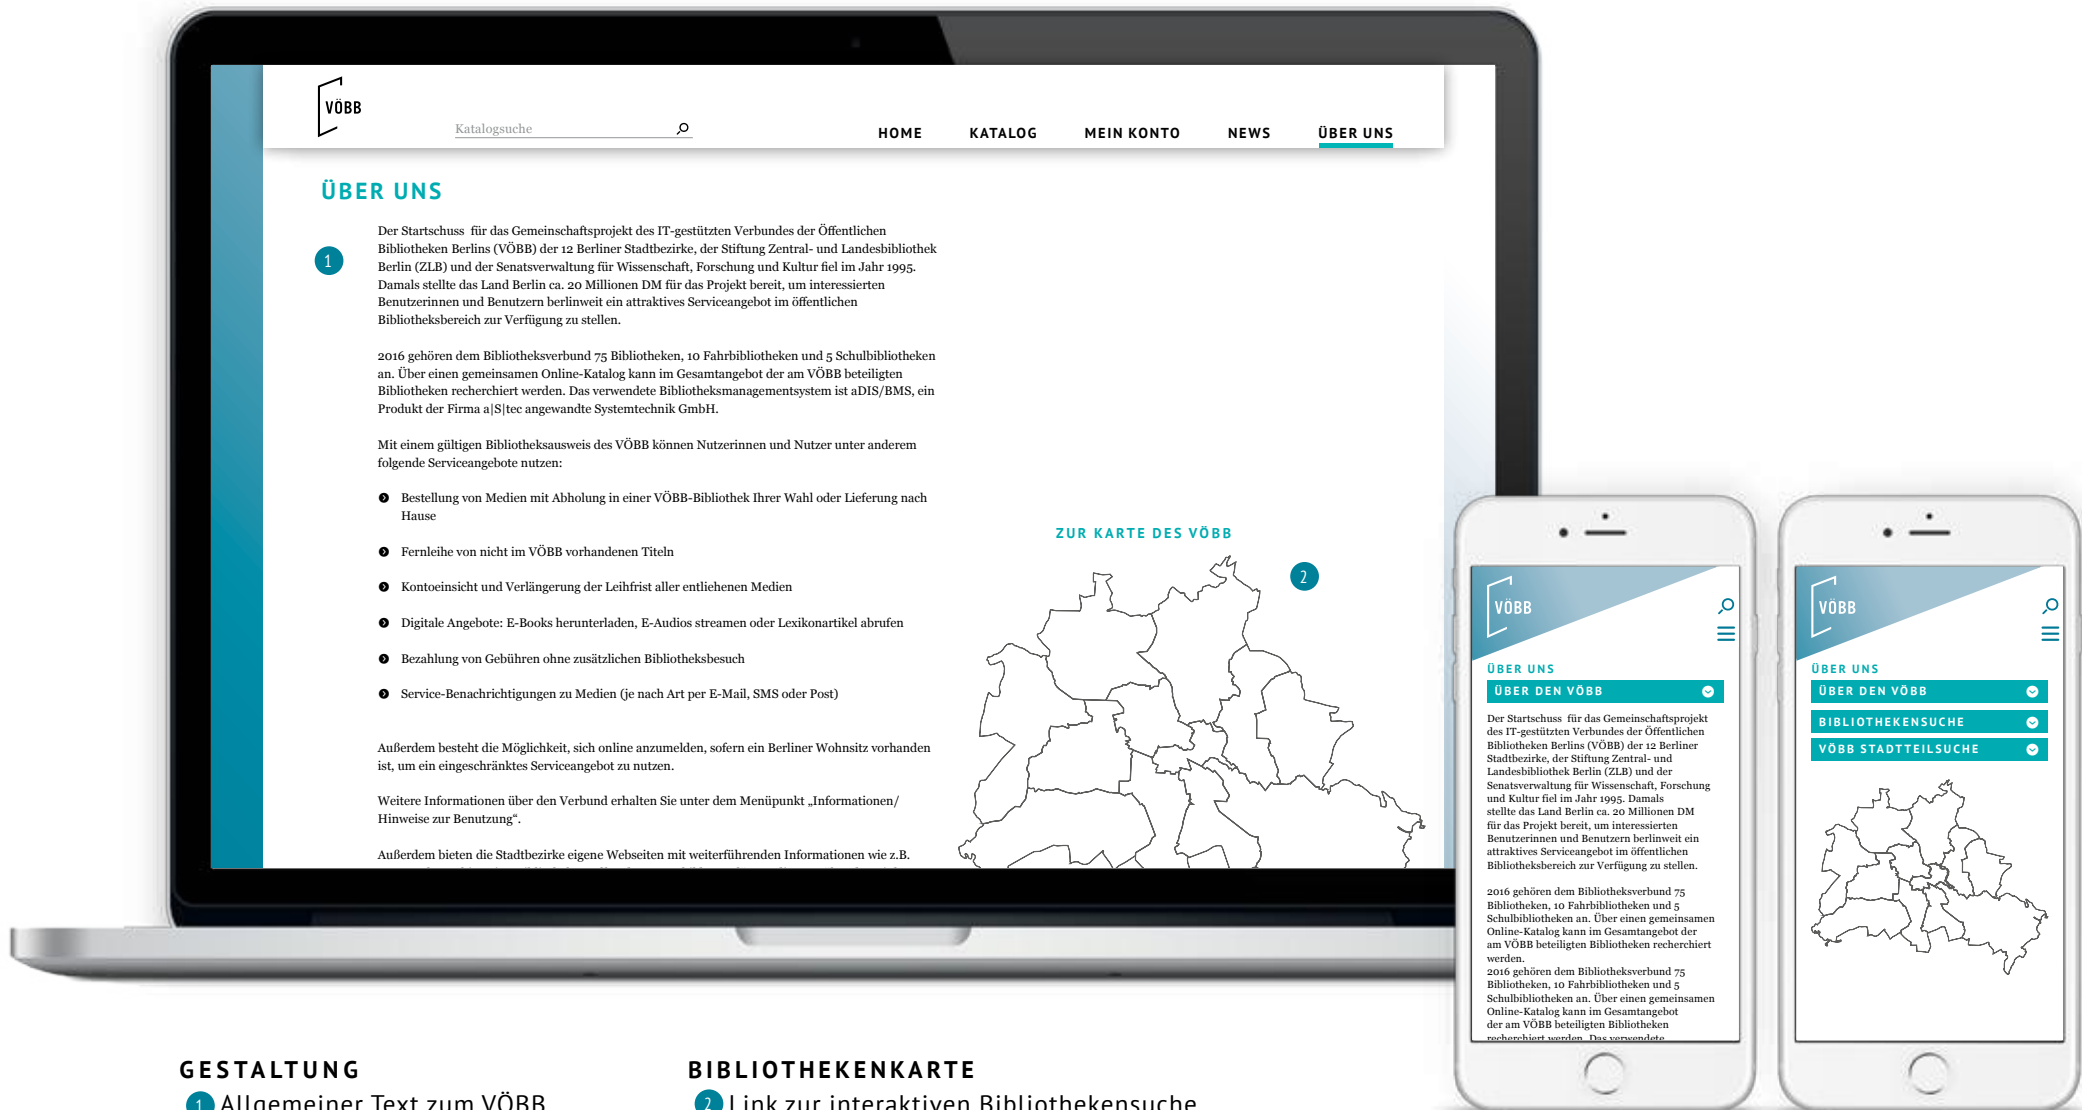 VÖBB
Katalogsuche
HOME KATALOG MEIN KONTO NEWS ÜBER UNS
ÜBER UNS
1
Der Startschuss für das Gemeinschaftsprojekt des IT-gestützten Verbundes der Öffentlichen
Bibliotheken Berlins (VÖBB) der 12 Berliner Stadtbezirke, der Stiftung Zentral- und Landesbibliothek
Berlin (ZLB) und der Senatsverwaltung für Wissenschaft, Forschung und Kultur fiel im Jahr 1995.
Damals stellte das Land Berlin ca. 20 Millionen DM für das Projekt bereit, um interessierten
Benutzerinnen und Benutzern berlinweit ein attraktives Serviceangebot im öffentlichen
Bibliotheksbereich zur Verfügung zu stellen.
2016 gehören dem Bibliotheksverbund 75 Bibliotheken, 10 Fahrbibliotheken und 5 Schulbibliotheken
an. Über einen gemeinsamen Online-Katalog kann im Gesamtangebot der am VÖBB beteiligten
Bibliotheken recherchiert werden. Das verwendete Bibliotheksmanagementsystem ist aDIS/BMS, ein
Produkt der Firma a|S|tec angewandte Systemtechnik GmbH.
Mit einem gültigen Bibliotheksausweis des VÖBB können Nutzerinnen und Nutzer unter anderem
folgende Serviceangebote nutzen:
Bestellung von Medien mit Abholung in einer VÖBB-Bibliothek Ihrer Wahl oder Lieferung nach
Hause
Fernleihe von nicht im VÖBB vorhandenen Titeln
Kontoeinsicht und Verlängerung der Leihfrist aller entliehenen Medien
Digitale Angebote: E-Books herunterladen, E-Audios streamen oder Lexikonartikel abrufen
Bezahlung von Gebühren ohne zusätzlichen Bibliotheksbesuch
Service-Benachrichtigungen zu Medien (je nach Art per E-Mail, SMS oder Post)
Außerdem besteht die Möglichkeit, sich online anzumelden, sofern ein Berliner Wohnsitz vorhanden
ist, um ein eingeschränktes Serviceangebot zu nutzen.
Weitere Informationen über den Verbund erhalten Sie unter dem Menüpunkt „Informationen/
Hinweise zur Benutzung“.
Außerdem bieten die Stadtbezirke eigene Webseiten mit weiterführenden Informationen wie z.B.
ZUR KARTE DES VÖBB
2
VÖBB
ÜBER UNS
ÜBER DEN VÖBB
Der Startschuss für das Gemeinschaftsprojekt
des IT-gestützten Verbundes der Öffentlichen
Bibliotheken Berlins (VÖBB) der 12 Berliner
Stadtbezirke, der Stiftung Zentral- und
Landesbibliothek Berlin (ZLB) und der
Senatsverwaltung für Wissenschaft, Forschung
und Kultur fiel im Jahr 1995. Damals
stellte das Land Berlin ca. 20 Millionen DM
für das Projekt bereit, um interessierten
Benutzerinnen und Benutzern berlinweit ein
attraktives Serviceangebot im öffentlichen
Bibliotheksbereich zur Verfügung zu stellen.
2016 gehören dem Bibliotheksverbund 75
Bibliotheken, 10 Fahrbibliotheken und 5
Schulbibliotheken an. Über einen gemeinsamen
Online-Katalog kann im Gesamtangebot der
am VÖBB beteiligten Bibliotheken recherchiert
werden.
2016 gehören dem Bibliotheksverbund 75
Bibliotheken, 10 Fahrbibliotheken und 5
Schulbibliotheken an. Über einen gemeinsamen
Online-Katalog kann im Gesamtangebot
der am VÖBB beteiligten Bibliotheken
recherchiert werden. Das verwendete
VÖBB
ÜBER UNS
ÜBER DEN VÖBB
BIBLIOTHEKENSUCHE
VÖBB STADTTEILSUCHE
GESTALTUNG
1 Allgemeiner Text zum VÖBB
BIBLIOTHEKENKARTE
2 Link zur interaktiven Bibliothekensuche